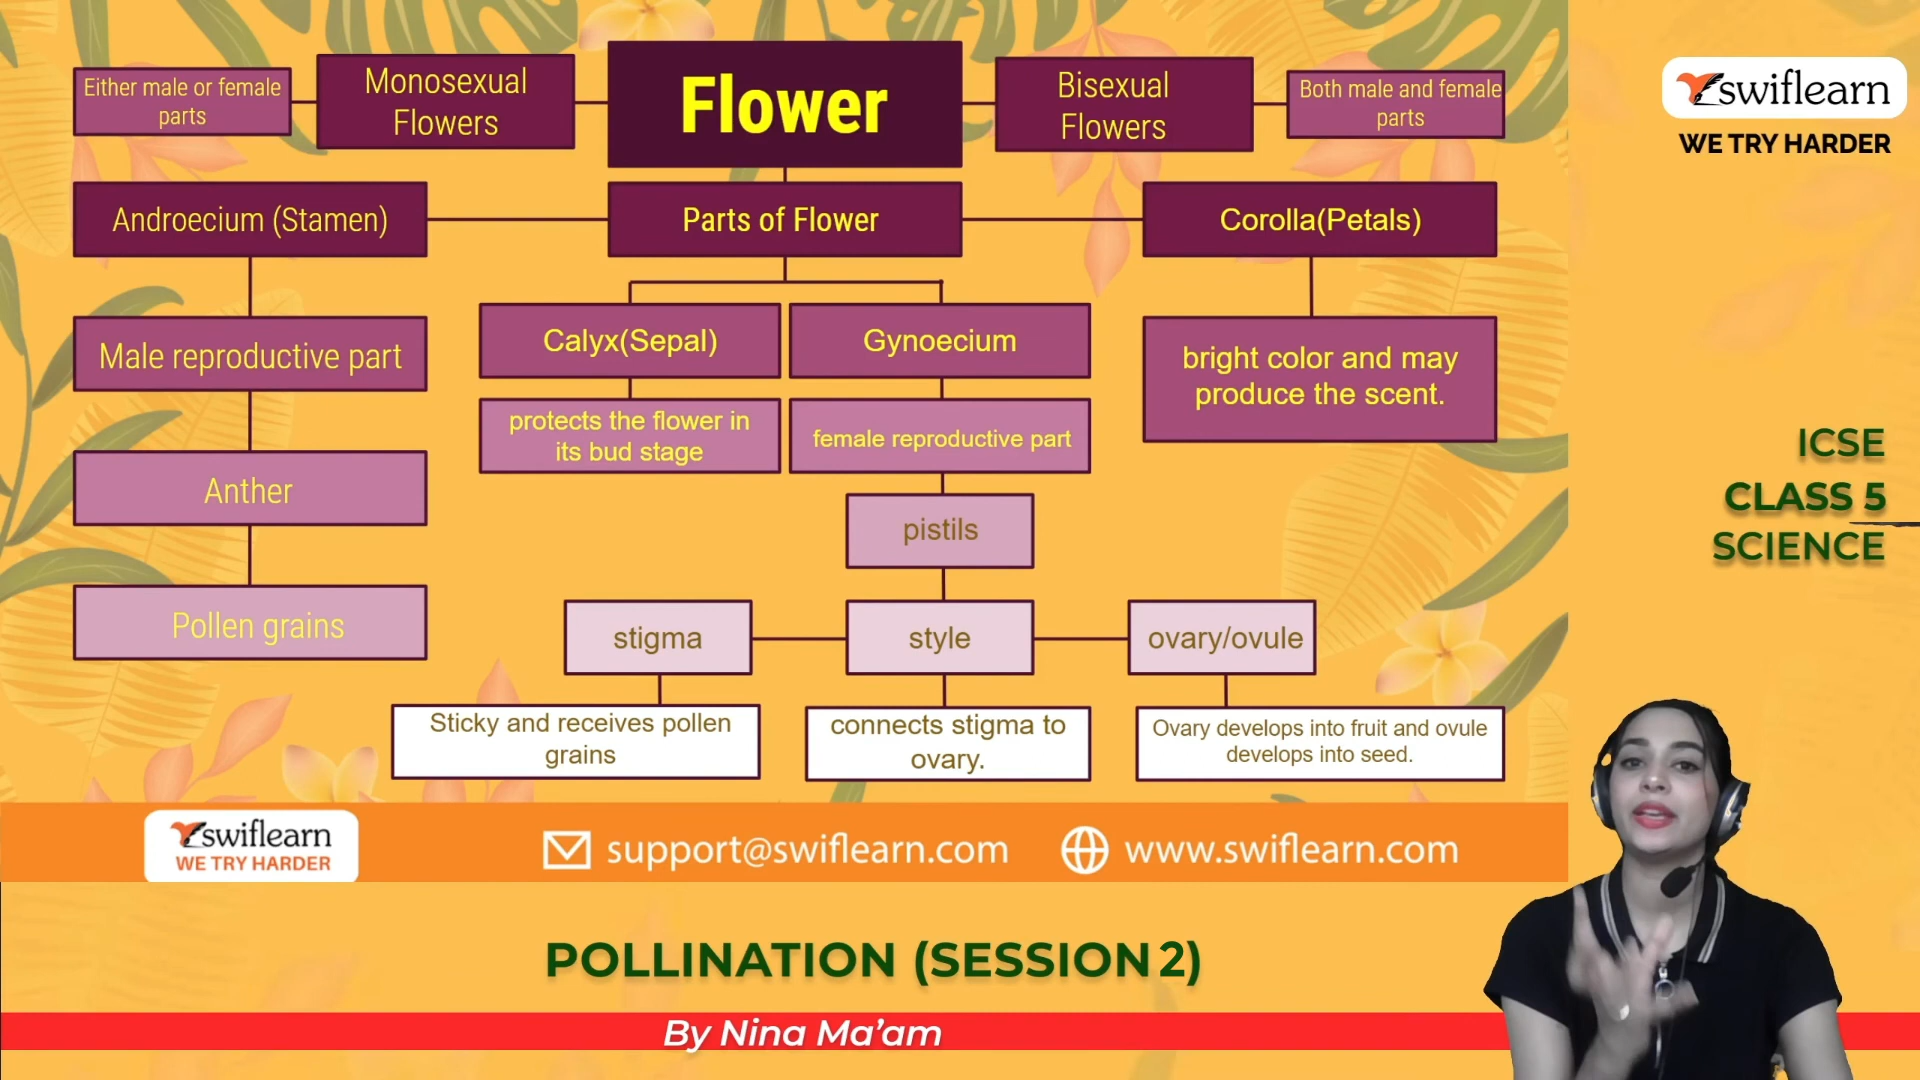 Either male or female
parts
Monosexual
Flowers
Flower
Bisexual
Flowers
Both male and female
parts
Androecium (Stamen)
Parts of Flower
Corolla(Petals)
Male reproductive part
Calyx(Sepal)
Gynoecium
bright color and may
produce the scent.
protects the flower in
its bud stage
female reproductive part
Anther
pistils
Pollen grains
stigma
style
ovary/ovule
Sticky and receives pollen
grains
connects stigma to
ovary.
Ovary develops into fruit and ovule
develops into seed.
swiflearn
WE TRY HARDER
support@swiflearn.com
www.swiflearn.com
swiflearn
WE TRY HARDER
ICSE
CLASS 5
SCIENCE
POLLINATION (SESSION 2)
By Nina Ma’am